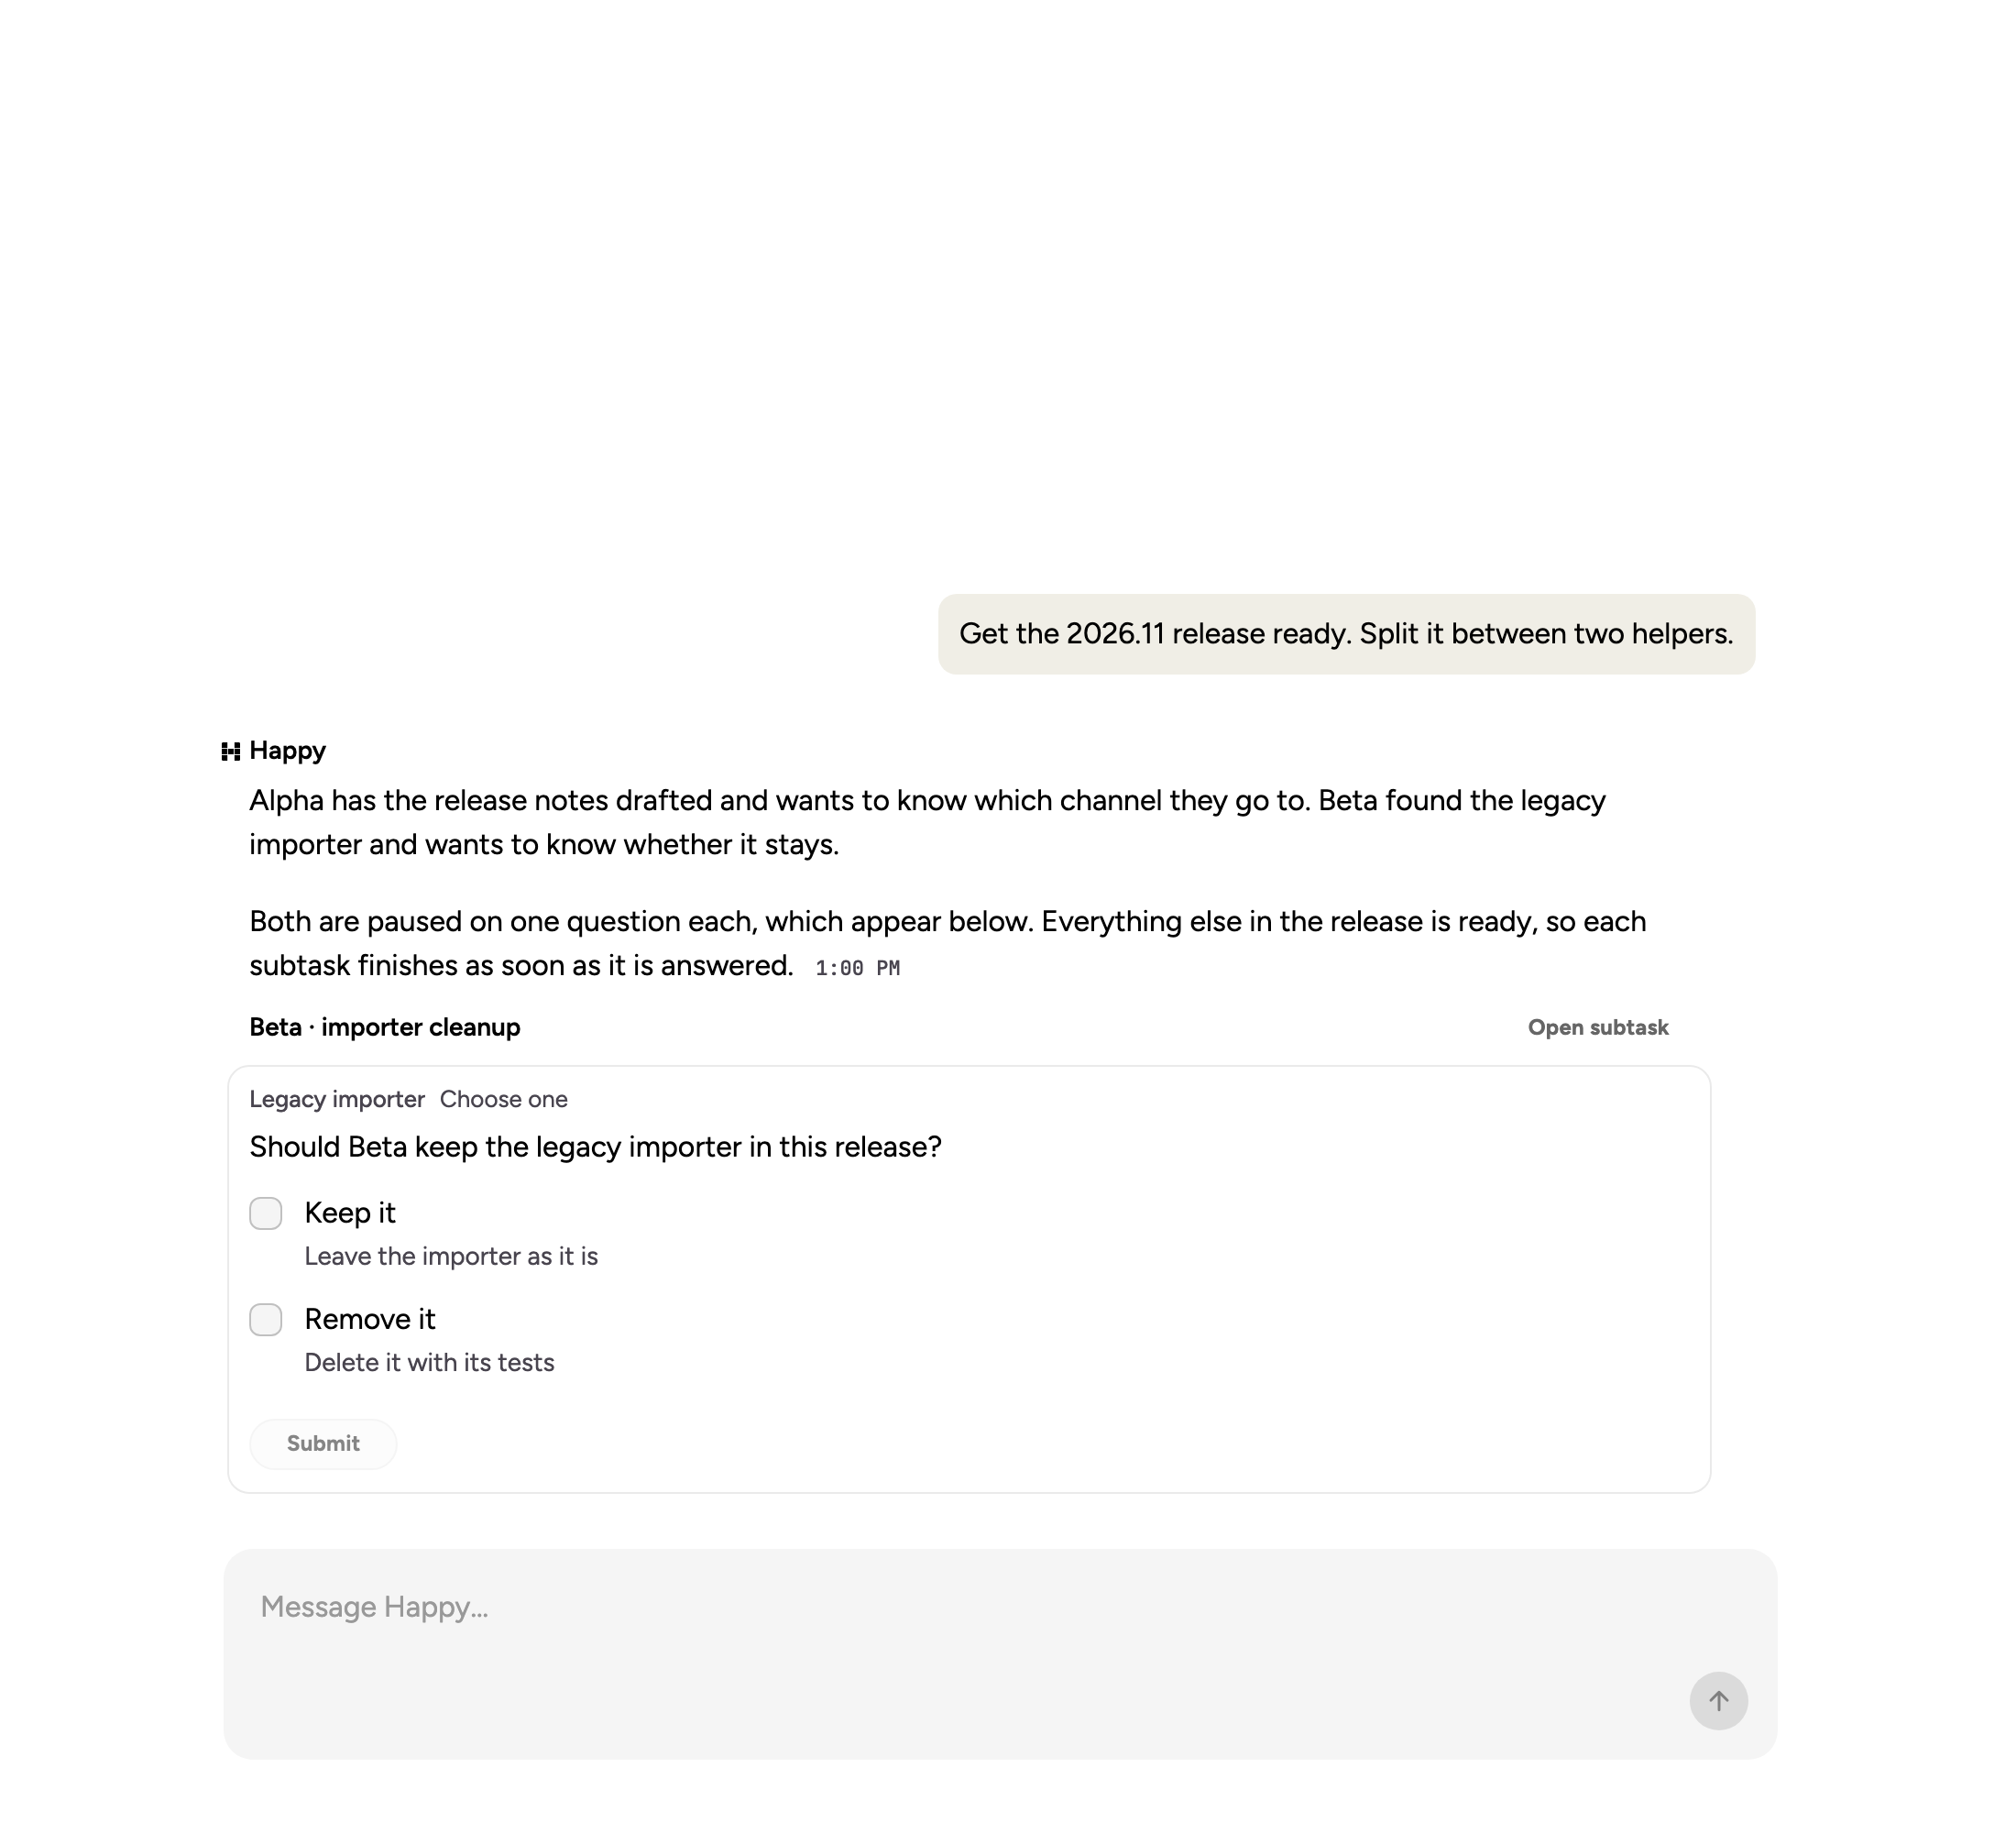 Get the 2026.11 release ready. Split it between two helpers.
Happy
Alpha has the release notes drafted and wants to know which channel they go to. Beta found the legacy
importer and wants to know whether it stays.
Both are paused on one question each, which appear below. Everything else in the release is ready, so each
subtask finishes as soon as it is answered. 1:00 PM
Beta · importer cleanup Open subtask
Legacy importer Choose one
Should Beta keep the legacy importer in this release?
Keep it
Leave the importer as it is
Remove it
Delete it with its tests
Submit
Message Happy...